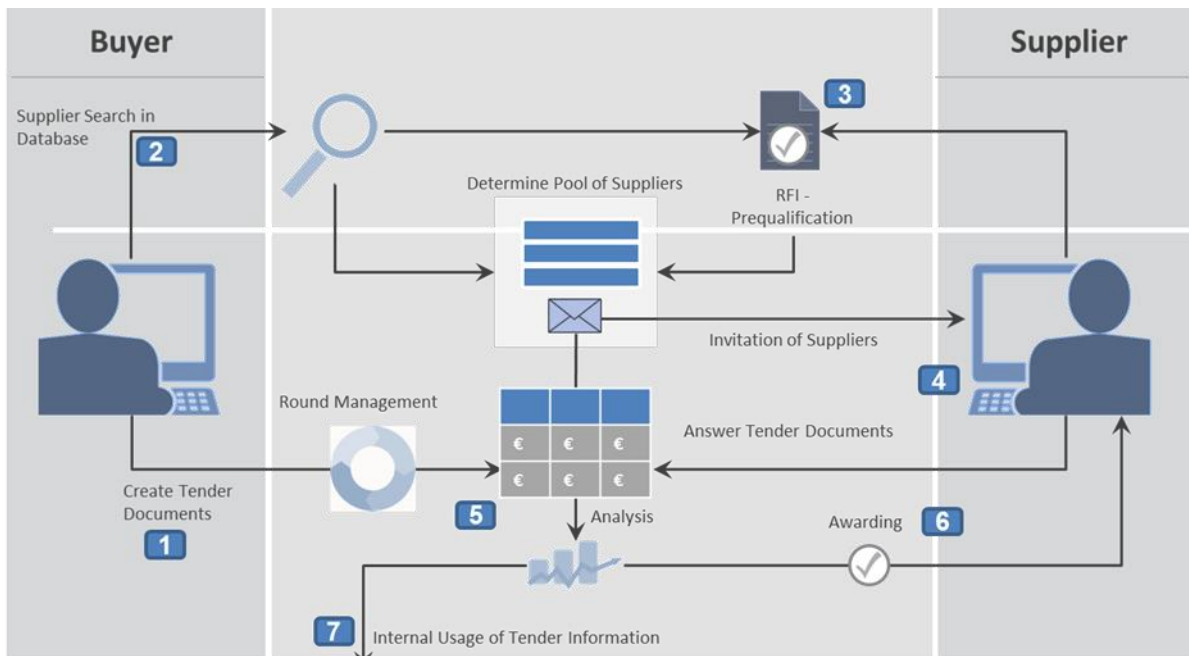 Buyer
Supplier
Supplier Search in
Database
2
3
Determine Pool of Suppliers
RFI -
Prequalification
Invitation of Suppliers
4
Round Management
Answer Tender Documents
€ € €
€ € €
Create Tender
Documents
1
5
Analysis
Awarding
6
7
Internal Usage of Tender Information